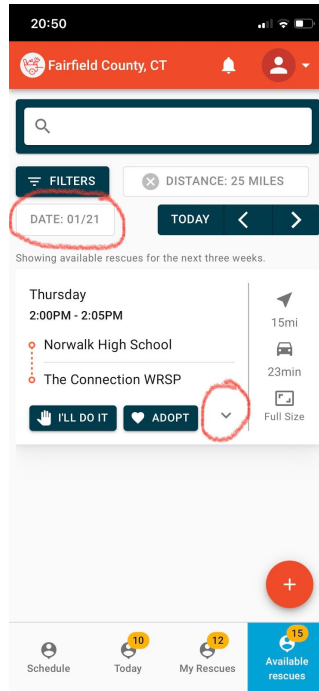 20:50
Fairfield County, CT
FILTERS
DISTANCE: 25 MILES
DATE: 01/21
TODAY
Showing available rescues for the next three weeks.
Thursday
2:00PM - 2:05PM
Norwalk High School
The Connection WRSP
I'LL DO IT
ADOPT
15mi
23min
Full Size
+
Schedule
10
Today
12
My Rescues
15
Available
rescues